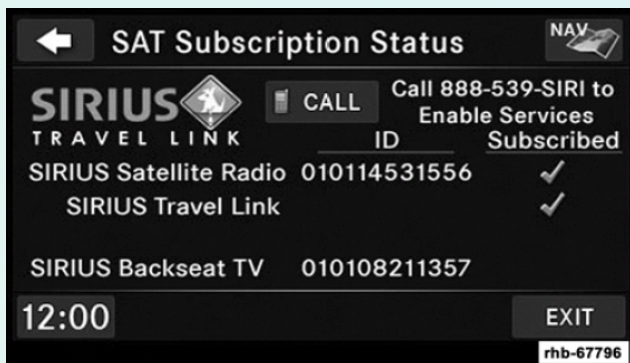 SAT Subscription Status
NAV
SIRIUS
TRAVEL LINK
CALL
Call 888-539-SIRI to
Enable Services
ID Subscribed
SIRIUS Satellite Radio 010114531556
SIRIUS Travel Link
SIRIUS Backseat TV 010108211357
12:00
EXIT
rhb-67796